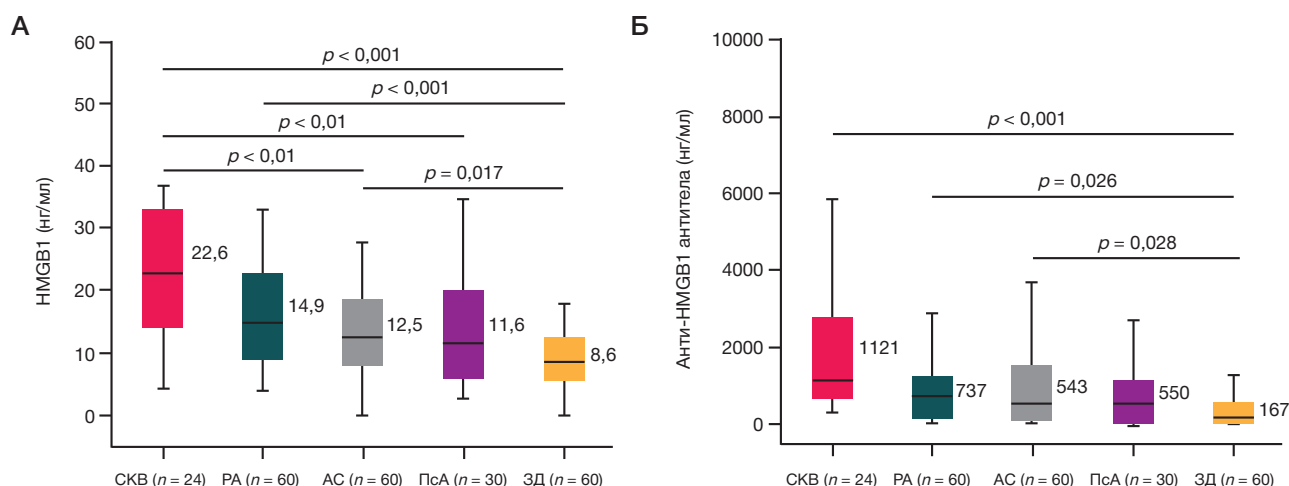 А
HMGB1 (нг/мл)
60
50
40
30
20
10
0
p < 0,001
p < 0,001
p < 0,01
p < 0,01
p = 0,017
22,6
14,9
12,5
11,6
8,6
СКВ (n = 24) РА (n = 60) АС (n = 60) ПсА (n = 30) ЗД (n = 60)
Б
Анти-HMGB1 антитела (нг/мл)
10000
8000
6000
4000
2000
0
p < 0,001
p = 0,026
p = 0,028
1121
737
543
550
167
СКВ (n = 24) РА (n = 60) АС (n = 60) ПсА (n = 30) ЗД (n = 60)